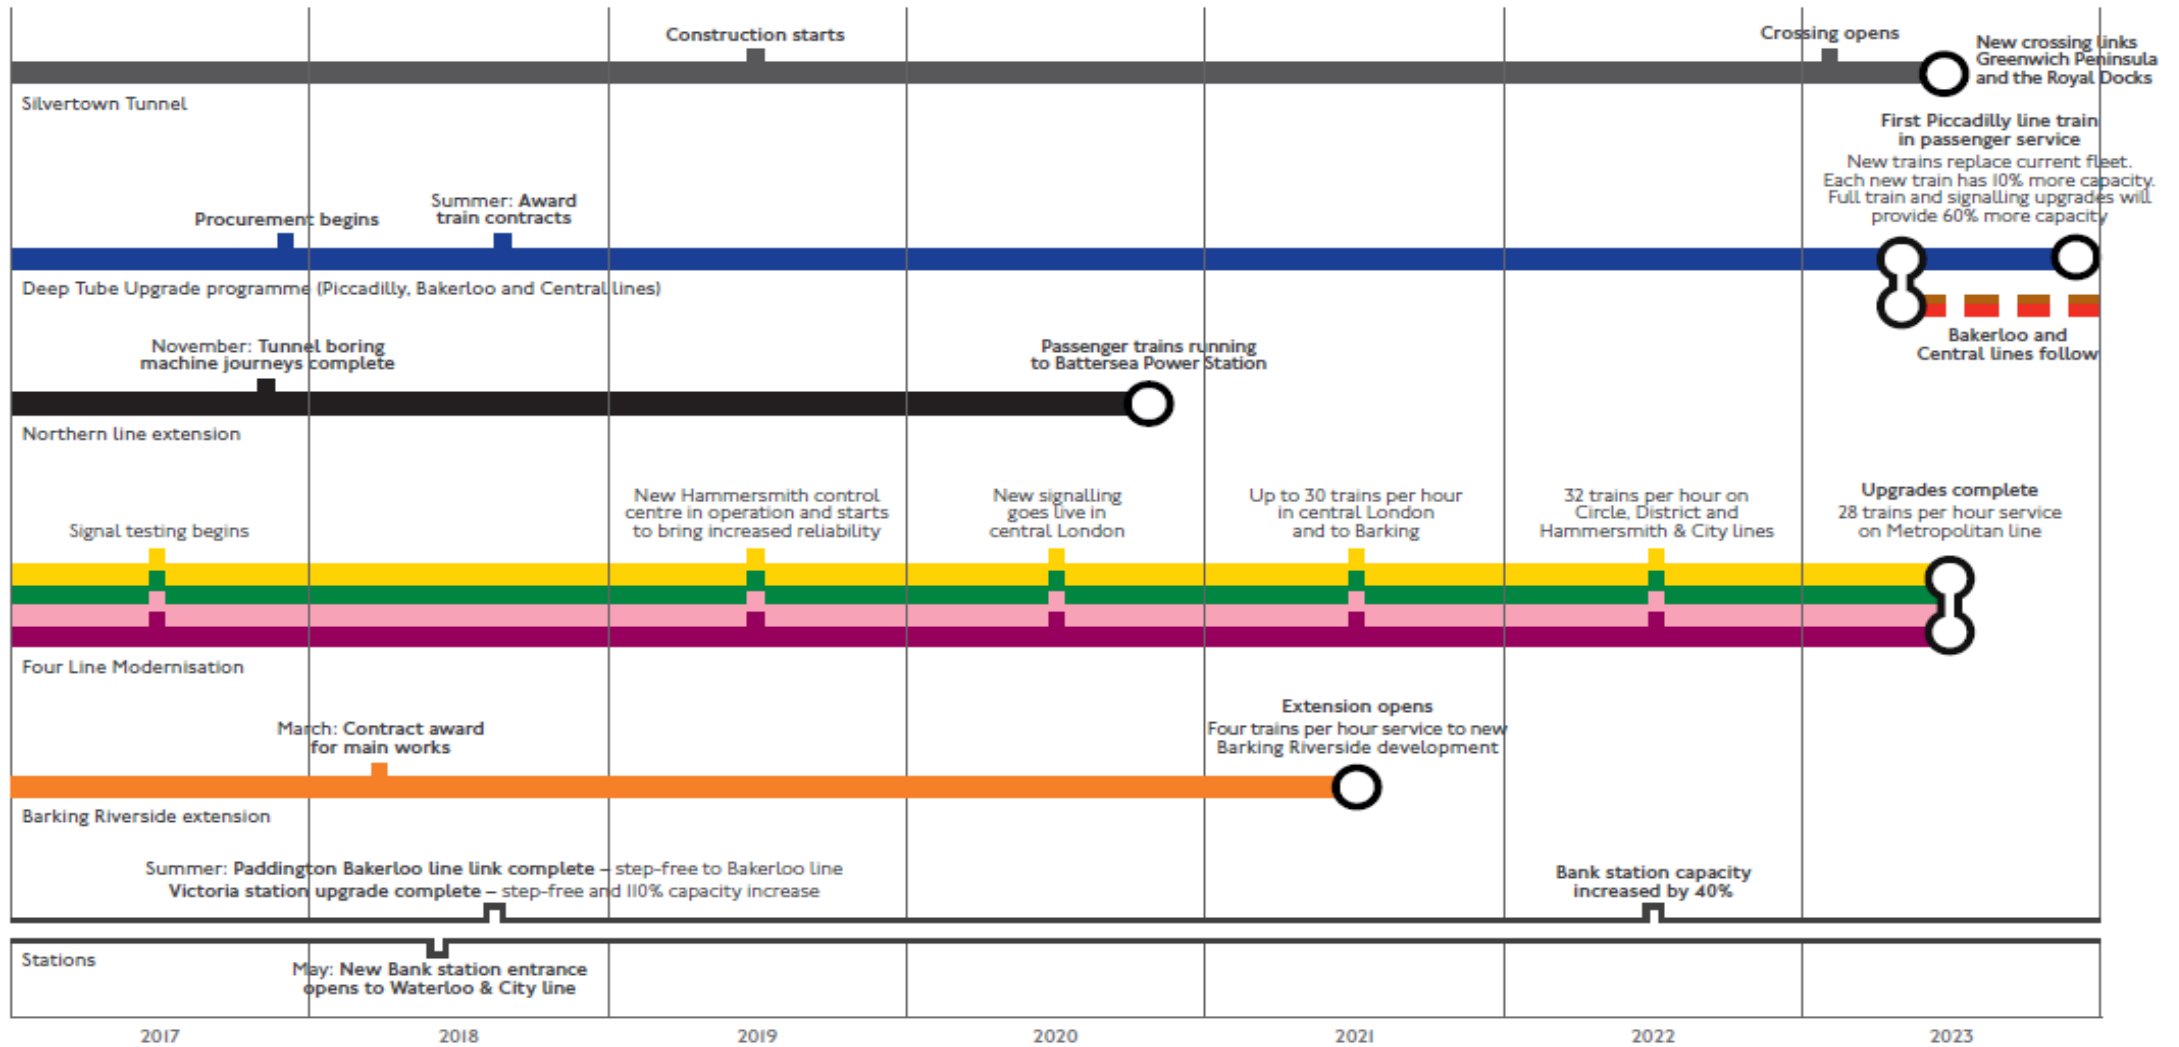 Construction starts
Crossing opens
New crossing links
Greenwich Peninsula
and the Royal Docks
Silvertown Tunnel
First Piccadilly line train
in passenger service
New trains replace current fleet.
Each new train has 10% more capacity.
Full train and signalling upgrades will
provide 60% more capacity
Procurement begins
Summer: Award
train contracts
Deep Tube Upgrade programme (Piccadilly, Bakerloo and Central lines)
Bakerloo and
Central lines follow
November: Tunnel boring
machine journeys complete
Passenger trains running
to Battersea Power Station
Northern line extension
Signal testing begins
New Hammersmith control
centre in operation and starts
to bring increased reliability
New signalling
goes live in
central London
Up to 30 trains per hour
in central London
and to Barking
32 trains per hour on
Circle, District and
Hammersmith & City lines
Upgrades complete
28 trains per hour service
on Metropolitan line
Four Line Modernisation
March: Contract award
for main works
Extension opens
Four trains per hour service to new
Barking Riverside development
Barking Riverside extension
Summer: Paddington Bakerloo line link complete – step-free to Bakerloo line
Victoria station upgrade complete – step-free and 110% capacity increase
Bank station capacity
increased by 40%
Stations
May: New Bank station entrance
opens to Waterloo & City line
2017
2018
2019
2020
2021
2022
2023